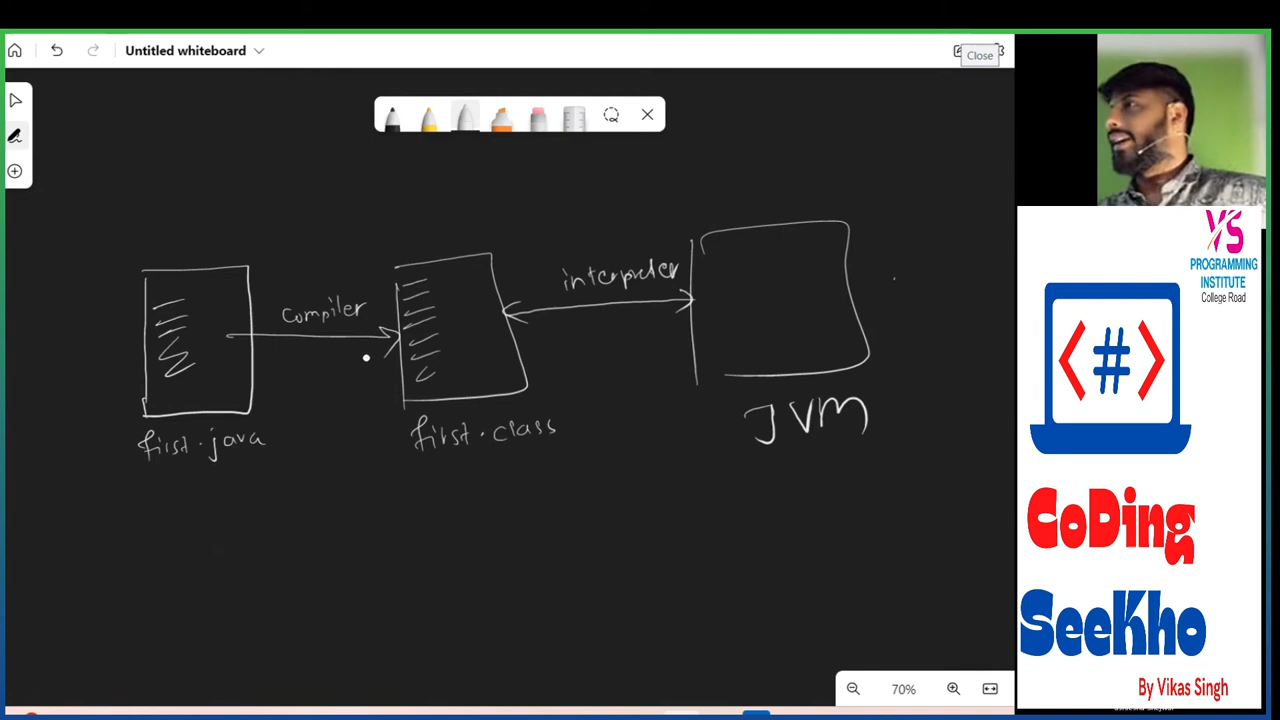 Untitled whiteboard
Close
VS
PROGRAMMING
INSTITUTE
College Road
interpreter
compiler
first.java
first.class
JVM
<#>
CoDing
SeeKho
By Vikas Singh
70%